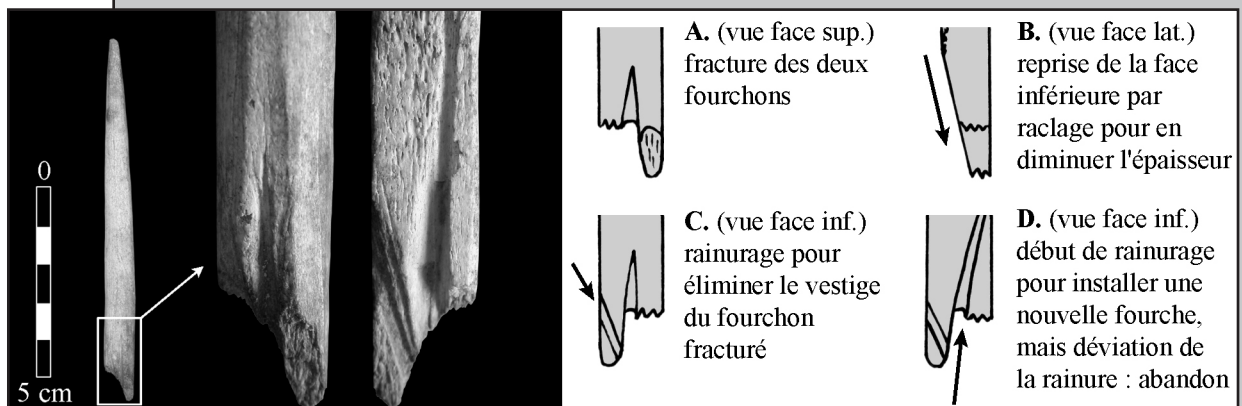 0
5 cm
A. (vue face sup.)
fracture des deux
fourchons
B. (vue face lat.)
reprise de la face
inférieure par
raclage pour en
diminuer l'épaisseur
C. (vue face inf.)
rainurage pour
éliminer le vestige
du fourchon
fracturé
D. (vue face inf.)
début de rainurage
pour installer une
nouvelle fourche,
mais déviation de
la rainure : abandon